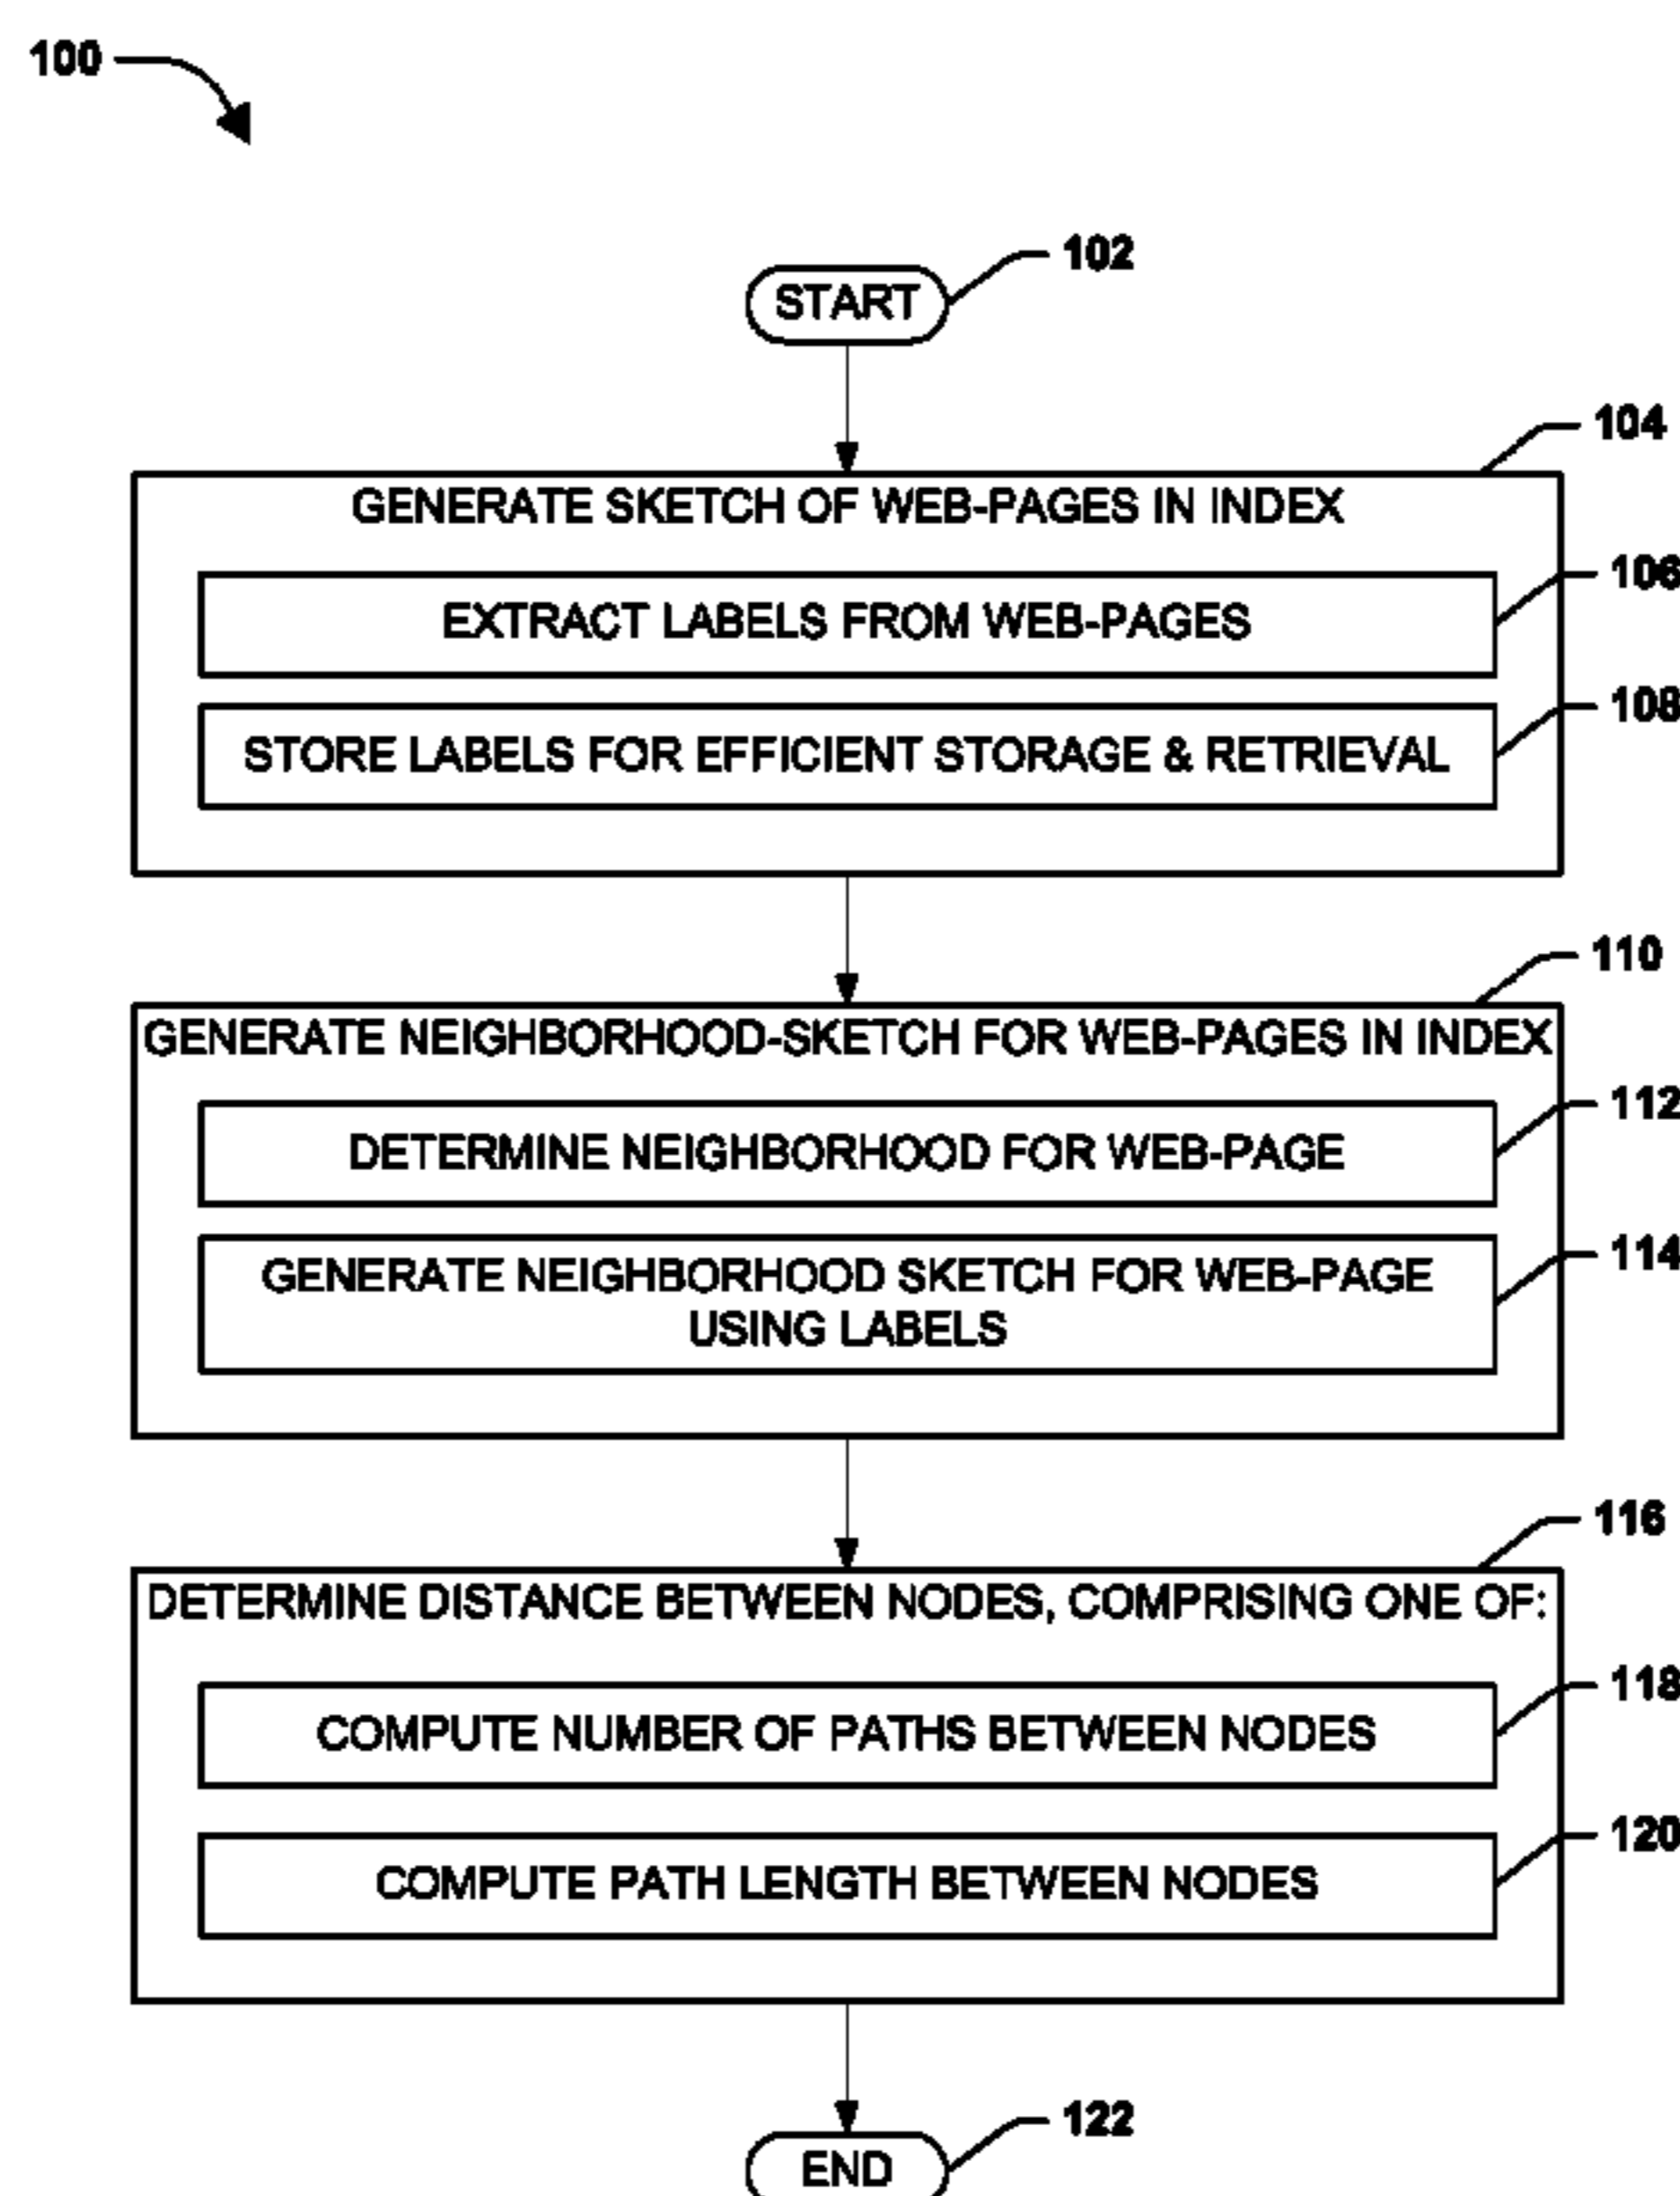 100
START
102
104
GENERATE SKETCH OF WEB-PAGES IN INDEX
106
EXTRACT LABELS FROM WEB-PAGES
108
STORE LABELS FOR EFFICIENT STORAGE & RETRIEVAL
110
GENERATE NEIGHBORHOOD-SKETCH FOR WEB-PAGES IN INDEX
112
DETERMINE NEIGHBORHOOD FOR WEB-PAGE
114
GENERATE NEIGHBORHOOD SKETCH FOR WEB-PAGE
USING LABELS
116
DETERMINE DISTANCE BETWEEN NODES, COMPRISING ONE OF:
118
COMPUTE NUMBER OF PATHS BETWEEN NODES
120
COMPUTE PATH LENGTH BETWEEN NODES
122
END